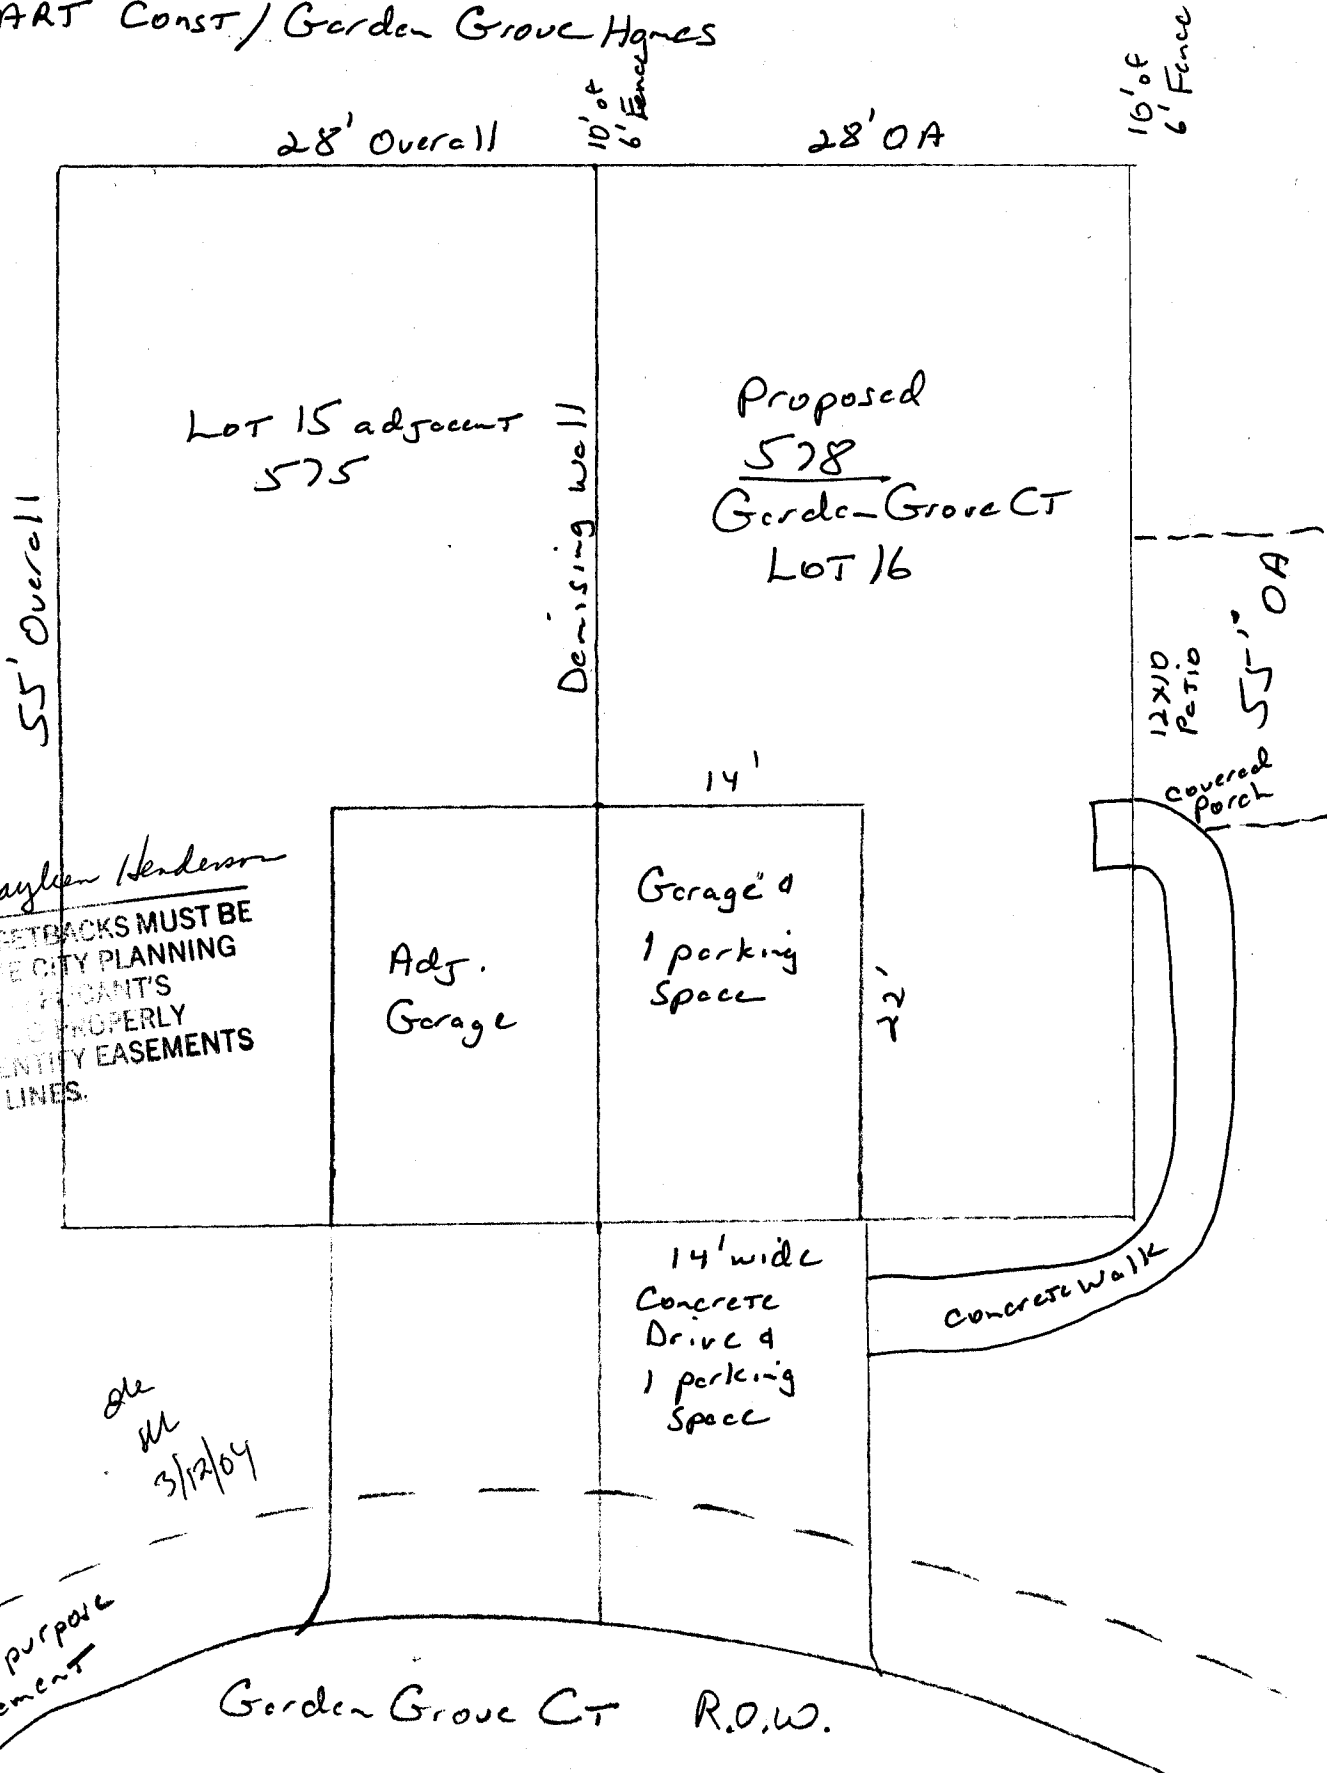 ART Const/Garden Grove Homes
28' Overall
10' of
6' Fence
28' OA
10' of
6' Fence
Lot 15 adjacent
575
Demising Wall
Proposed
578
Garden Grove CT
LOT 16
55' Overall
55' OA
12x10
Patio
14'
covered
Porch
Henderson
SETBACKS MUST BE
CITY PLANNING
PROPERLY
EASEMENTS
LINES.
Adj.
Garage
Garage &
1 parking
Space
22'
14' wide
Concrete
Drive &
1 parking
Space
Concrete Walk
3/12/04
purpose
Garden Grove CT R.O.W.